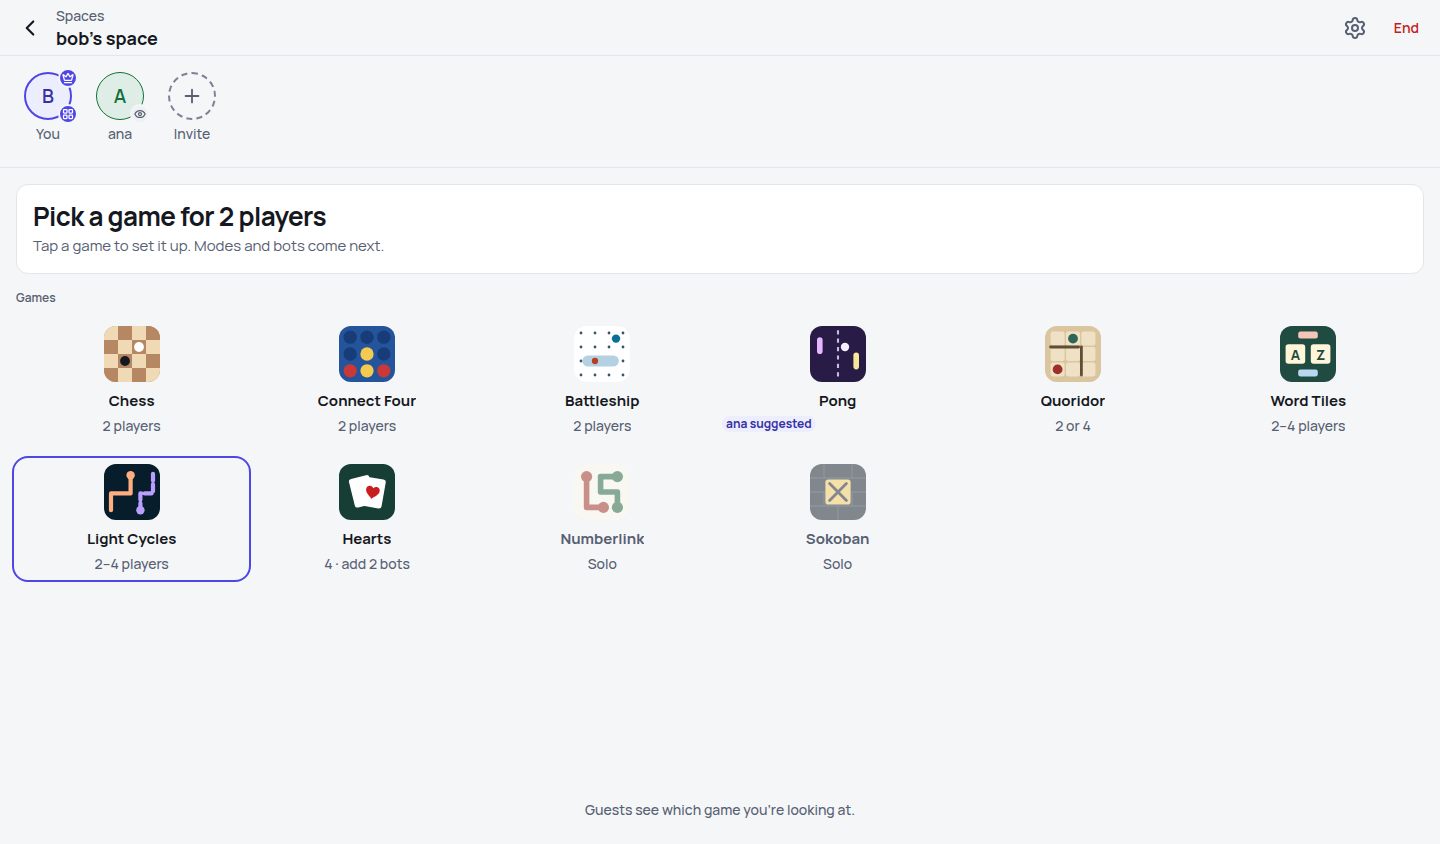 Spaces
bob's space
End
B
A
You
ana
Invite
Pick a game for 2 players
Tap a game to set it up. Modes and bots come next.
Games
A Z
Chess
Connect Four
Battleship
Pong
Quoridor
Word Tiles
2 players
2 players
2 players
ana suggested
2 or 4
2–4 players
Light Cycles
Hearts
Numberlink
Sokoban
2–4 players
4 · add 2 bots
Solo
Solo
Guests see which game you're looking at.